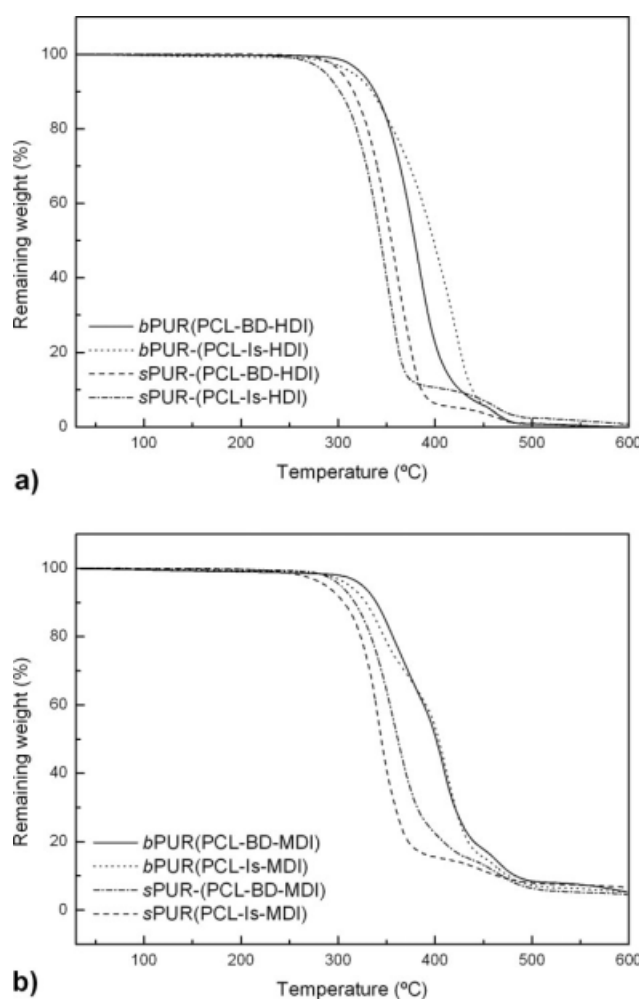 Remaining weight (%)
100
80
60
40
20
0
bPUR(PCL-BD-HDI)
bPUR-(PCL-Is-HDI)
sPUR-(PCL-BD-HDI)
sPUR-(PCL-Is-HDI)
100 200 300 400 500 600
Temperature (ºC)
a)
Remaining weight (%)
100
80
60
40
20
0
bPUR(PCL-BD-MDI)
bPUR(PCL-Is-MDI)
sPUR-(PCL-BD-MDI)
sPUR(PCL-Is-MDI)
100 200 300 400 500 600
Temperature (ºC)
b)